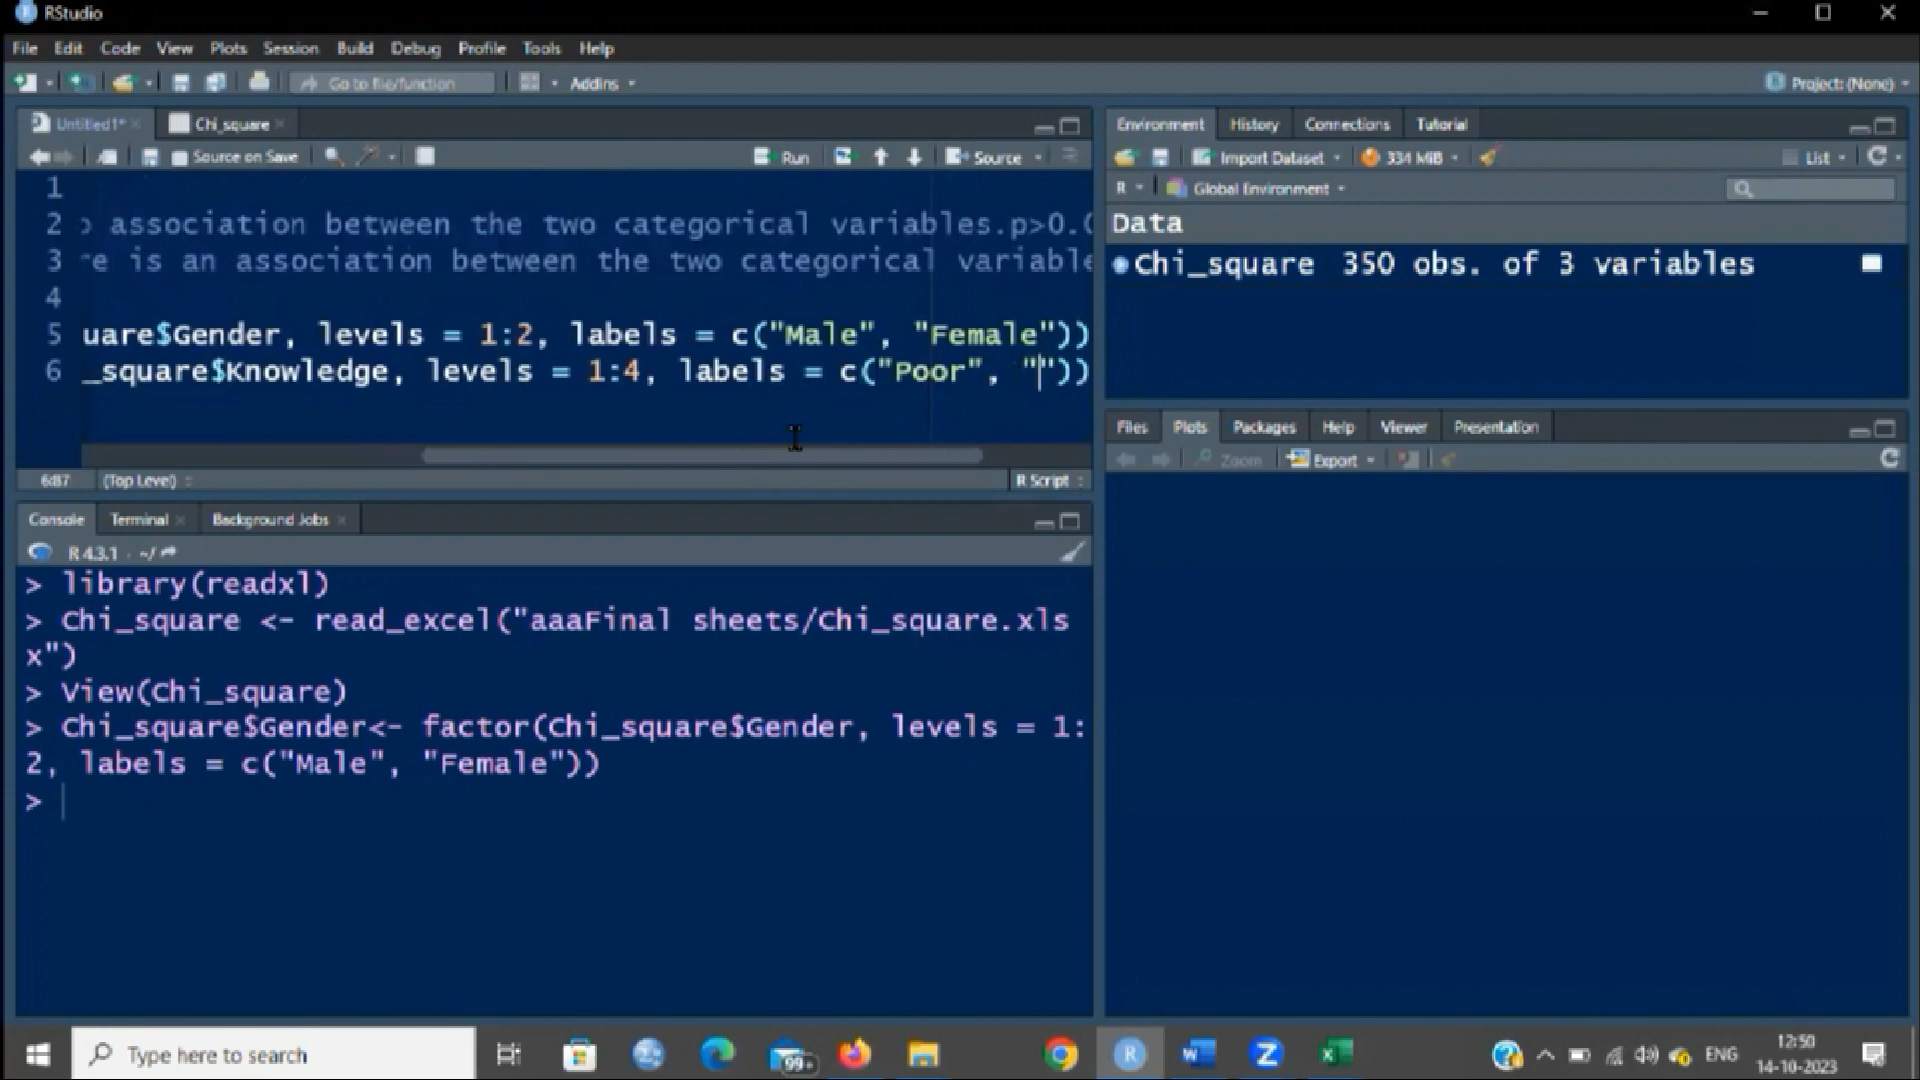 RStudio
File Edit Code View Plots Session Build Debug Profile Tools Help
Go to file/function Addins Project: (None)
Untitled1* Chi_square
Source on Save Run Source
1
2 association between the two categorical variables.p>0.
3 re is an association between the two categorical variable
4
5 uare$Gender, levels = 1:2, labels = c("Male", "Female"))
6 _square$Knowledge, levels = 1:4, labels = c("Poor", ""))
6:87 (Top Level) R Script
Console Terminal Background Jobs
R 4.3.1 · ~/
> library(readxl)
> Chi_square <- read_excel("aaaFinal sheets/Chi_square.xls
x")
> View(Chi_square)
> Chi_square$Gender<- factor(Chi_square$Gender, levels = 1:
2, labels = c("Male", "Female"))
>
Environment History Connections Tutorial
Import Dataset 334 MiB List
R Global Environment
Data
Chi_square 350 obs. of 3 variables
Files Plots Packages Help Viewer Presentation
Zoom Export
Type here to search
99+
ENG
12:50
14-10-2023